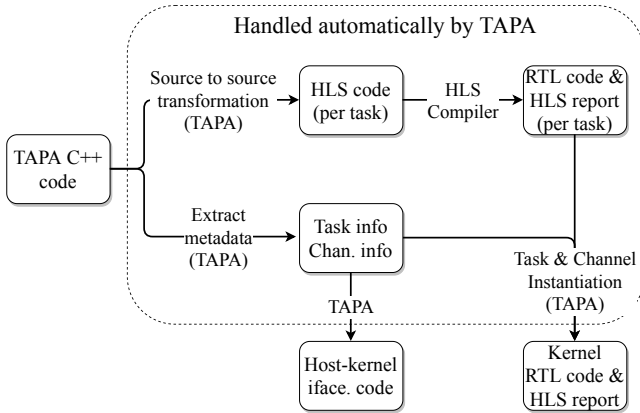 Handled automatically by TAPA
Source to source
transformation
(TAPA)
HLS code
(per task)
HLS
Compiler
RTL code &
HLS report
(per task)
TAPA C++
code
Extract
metadata
(TAPA)
Task info
Chan. info
Task & Channel
Instantiation
(TAPA)
TAPA
Host-kernel
iface. code
Kernel
RTL code &
HLS report